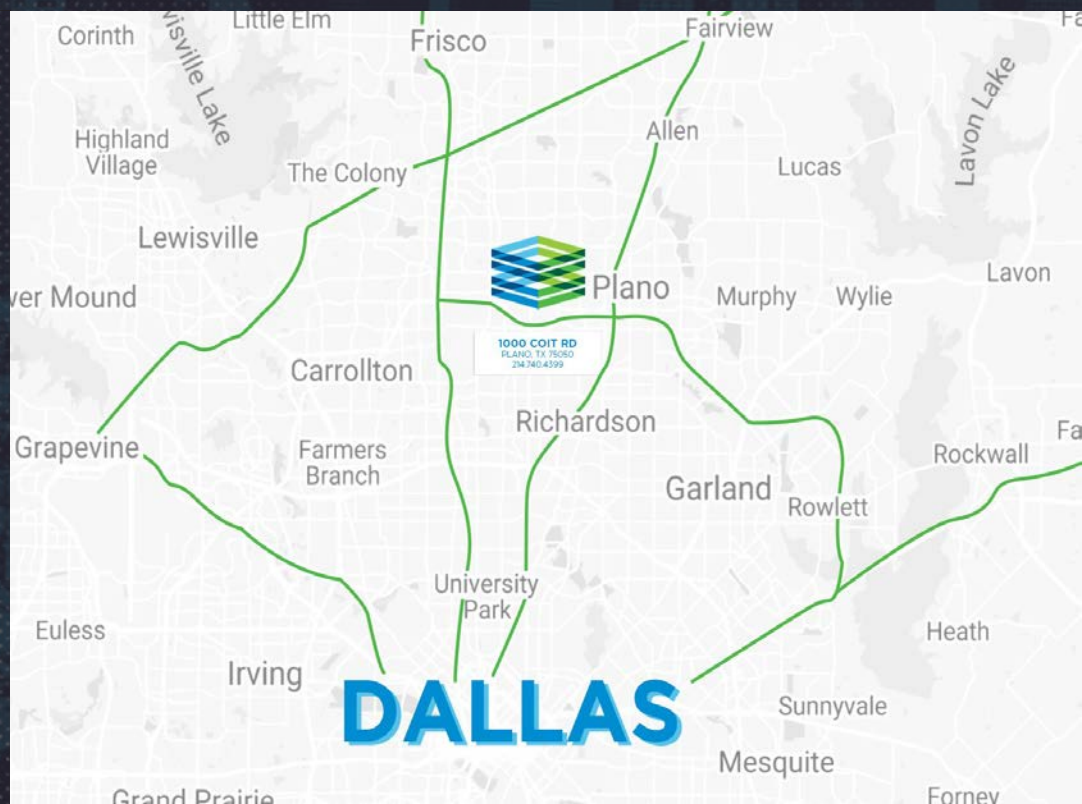 Little Elm
Corinth
Frisco
Fairview
Highland
Village
Allen
The Colony
Lucas
Lavon Lake
Lewisville
Plano
Lavon
Murphy
Wylie
1000 COIT RD
PLANO, TX 75050
214.740.4399
Carrollton
Richardson
Grapevine
Farmers
Branch
Rockwall
Garland
Rowlett
University
Park
Euless
Heath
Irving
DALLAS
Sunnyvale
Mesquite
Grand Prairie
Forney